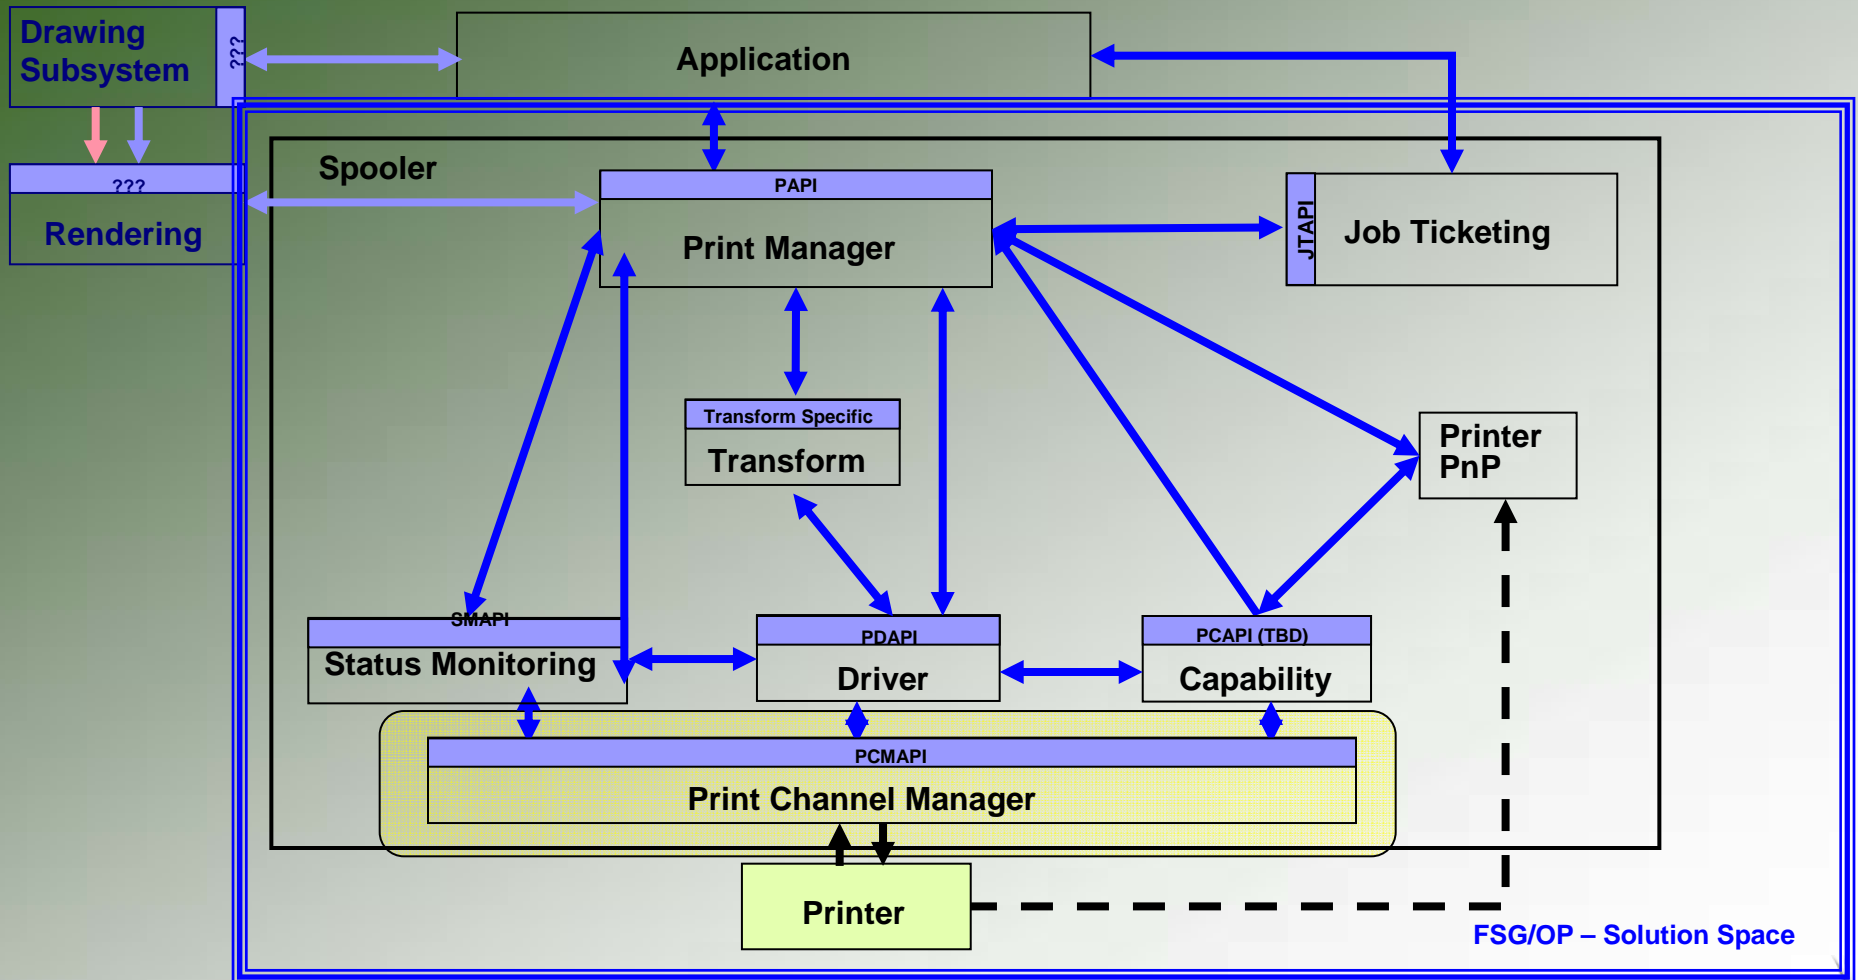 Drawing
Subsystem
???
Application
???
Rendering
Spooler
PAPI
Print Manager
JTAPI
Job Ticketing
Transform Specific
Transform
Printer
PnP
SMAPI
Status Monitoring
PDAPI
Driver
PCAPI (TBD)
Capability
PCMAPI
Print Channel Manager
Printer
FSG/OP – Solution Space